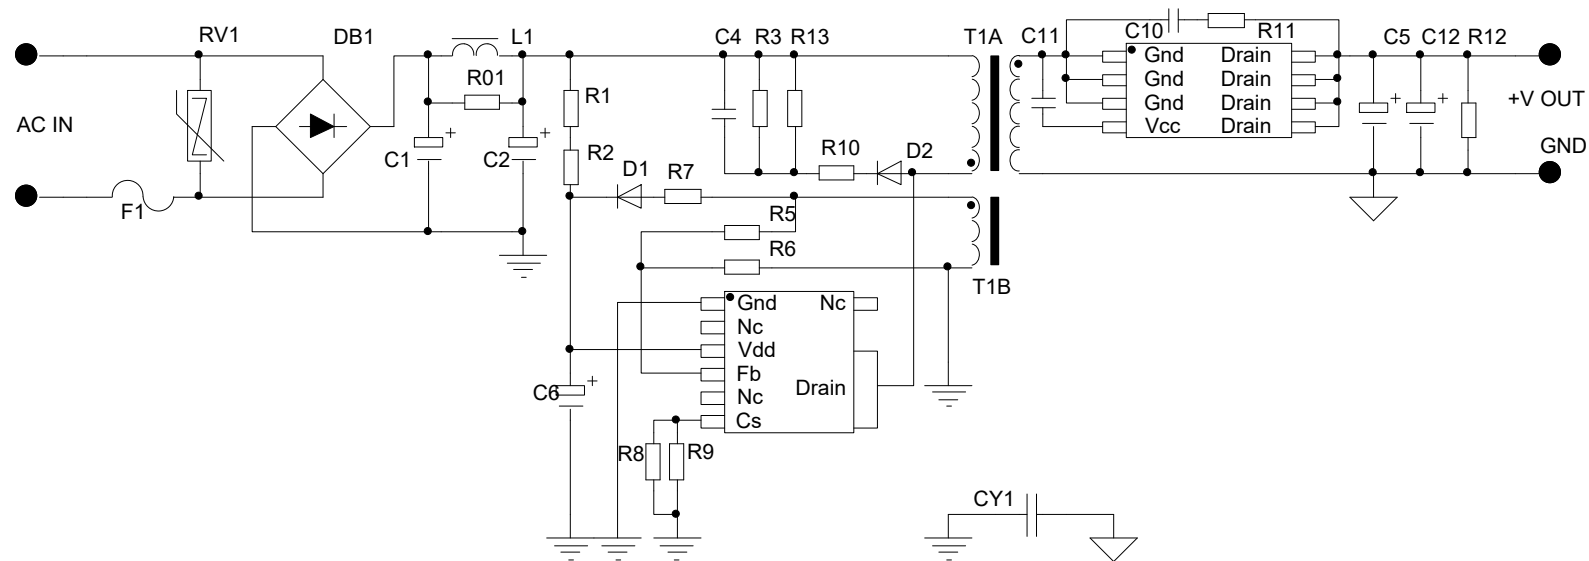 RV1 DB1 L1 C4 R3 R13 T1A C11 C10 R11 C5 C12 R12
Gnd Drain
R01 Gnd Drain
R1 Gnd Drain +V OUT
AC IN + + + + Vcc Drain
C1 C2 R2 R10 D2 GND
D1 R7
F1 R5
R6
T1B
Gnd Nc
Nc
Vdd
Fb
C6 + Nc Drain
Cs
R8 R9
CY1